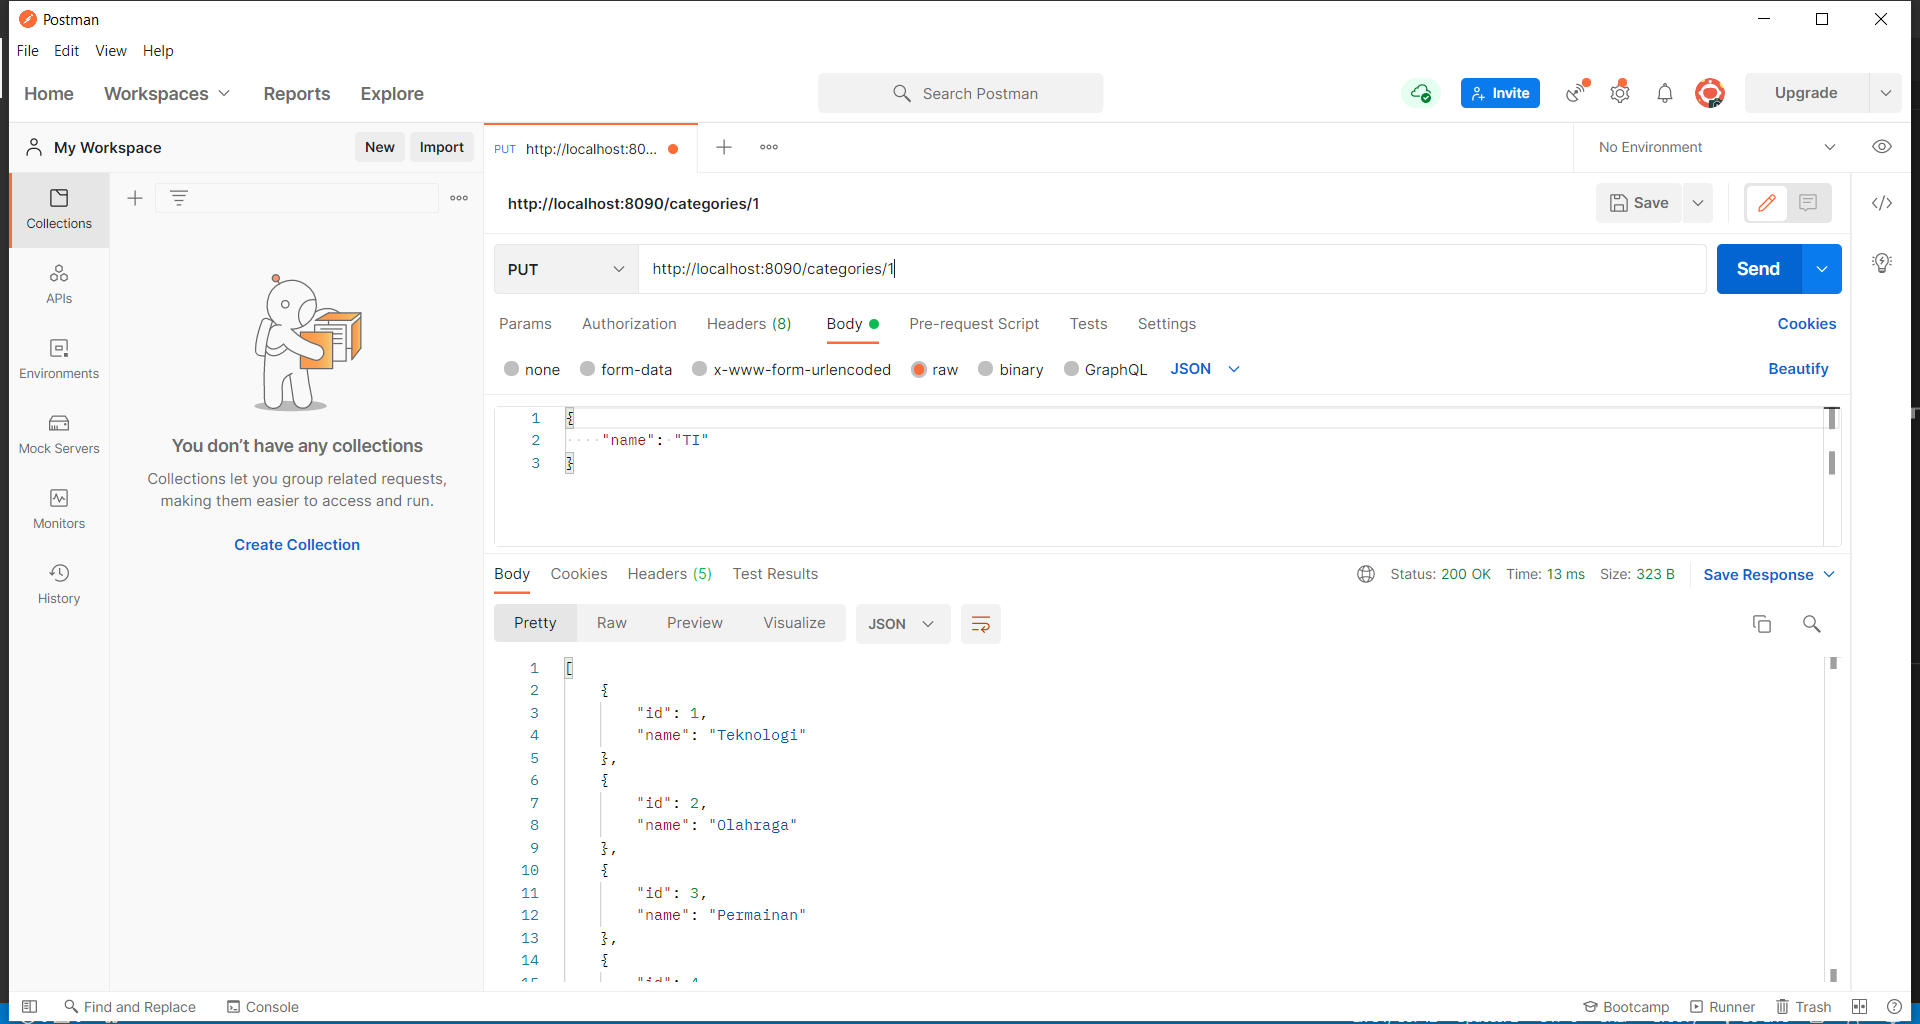 Postman
File Edit View Help
Home Workspaces Reports Explore
Search Postman
Invite
Upgrade
My Workspace
New Import
PUT http://localhost:80...
No Environment
Collections
APIs
Environments
Mock Servers
Monitors
History
You don't have any collections
Collections let you group related requests,
making them easier to access and run.
Create Collection
http://localhost:8090/categories/1
Save
PUT http://localhost:8090/categories/1
Send
Params Authorization Headers (8) Body Pre-request Script Tests Settings Cookies
none form-data x-www-form-urlencoded raw binary GraphQL JSON Beautify
1 {
2 "name": "TI"
3 }
Body Cookies Headers (5) Test Results
Status: 200 OK Time: 13 ms Size: 323 B Save Response
Pretty Raw Preview Visualize JSON
1 [
2 {
3 "id": 1,
4 "name": "Teknologi"
5 },
6 {
7 "id": 2,
8 "name": "Olahraga"
9 },
10 {
11 "id": 3,
12 "name": "Permainan"
13 },
14 {
15 "id": 4
Find and Replace Console
Bootcamp Runner Trash